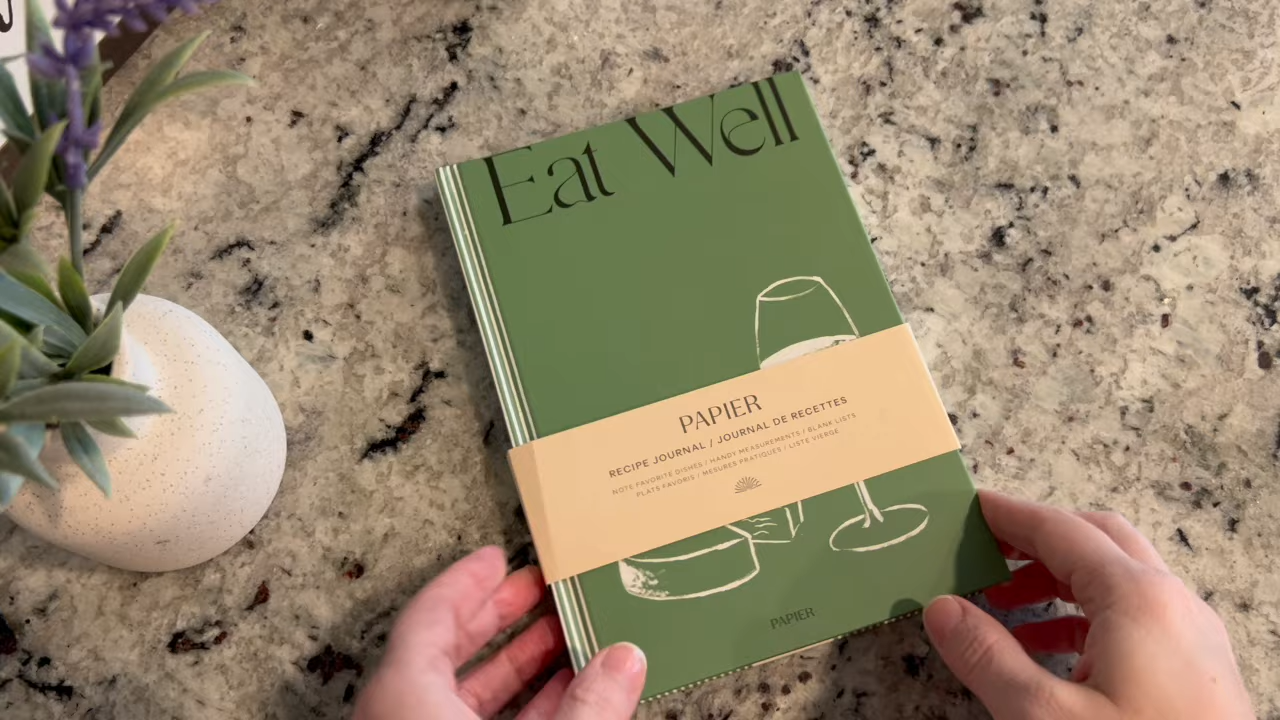 Eat Well
PAPIER
RECIPE JOURNAL / JOURNAL DE RECETTES
NOTE FAVORITE DISHES / HANDY MEASUREMENTS / BLANK LISTS
PLATS FAVORIS / MESURES PRATIQUES / LISTE VIERGE
PAPIER